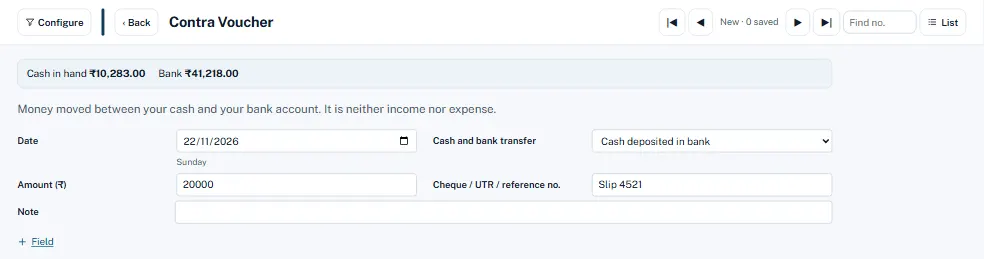 Configure ‹ Back Contra Voucher New · 0 saved Find no. List
Cash in hand ₹10,283.00 Bank ₹41,218.00
Money moved between your cash and your bank account. It is neither income nor expense.
Date 22/11/2026 Cash and bank transfer Cash deposited in bank
Sunday
Amount (₹) 20000 Cheque / UTR / reference no. Slip 4521
Note
+ Field